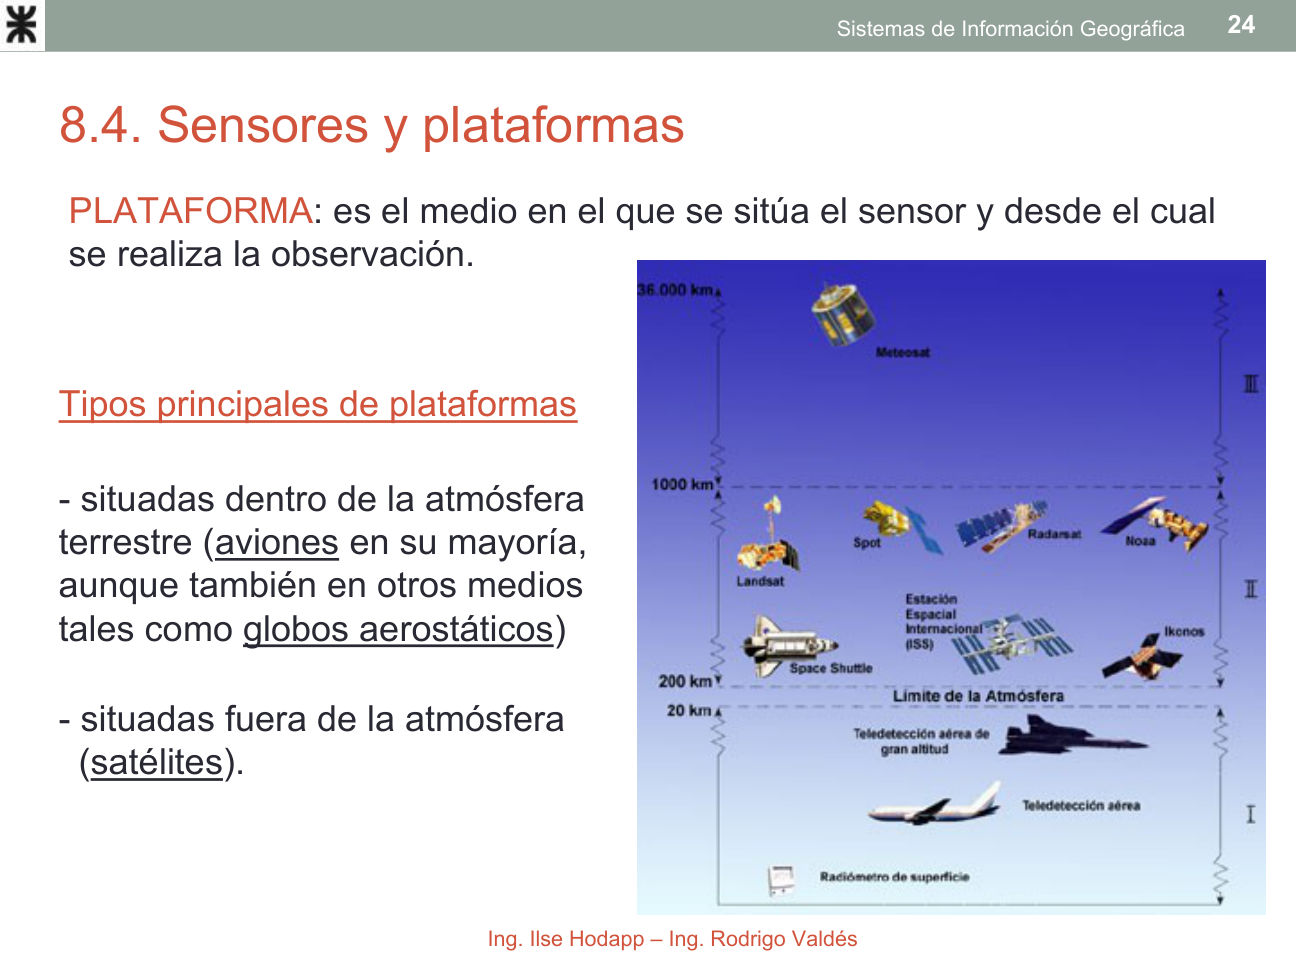 Sistemas de Información Geográfica
24
8.4. Sensores y plataformas
PLATAFORMA: es el medio en el que se sitúa el sensor y desde el cual
se realiza la observación.
Tipos principales de plataformas
- situadas dentro de la atmósfera
terrestre (aviones en su mayoría,
aunque también en otros medios
tales como globos aerostáticos)
- situadas fuera de la atmósfera
(satélites).
36.000 km
Meteosat
III
1000 km
Landsat
Spot
Radarsat
Noaa
II
Estación
Espacial
Internacional
(ISS)
Space Shuttle
Ikonos
200 km
Límite de la Atmósfera
20 km
Teledetección aérea de
gran altitud
Teledetección aérea
I
Radiómetro de superficie
Ing. Ilse Hodapp – Ing. Rodrigo Valdés